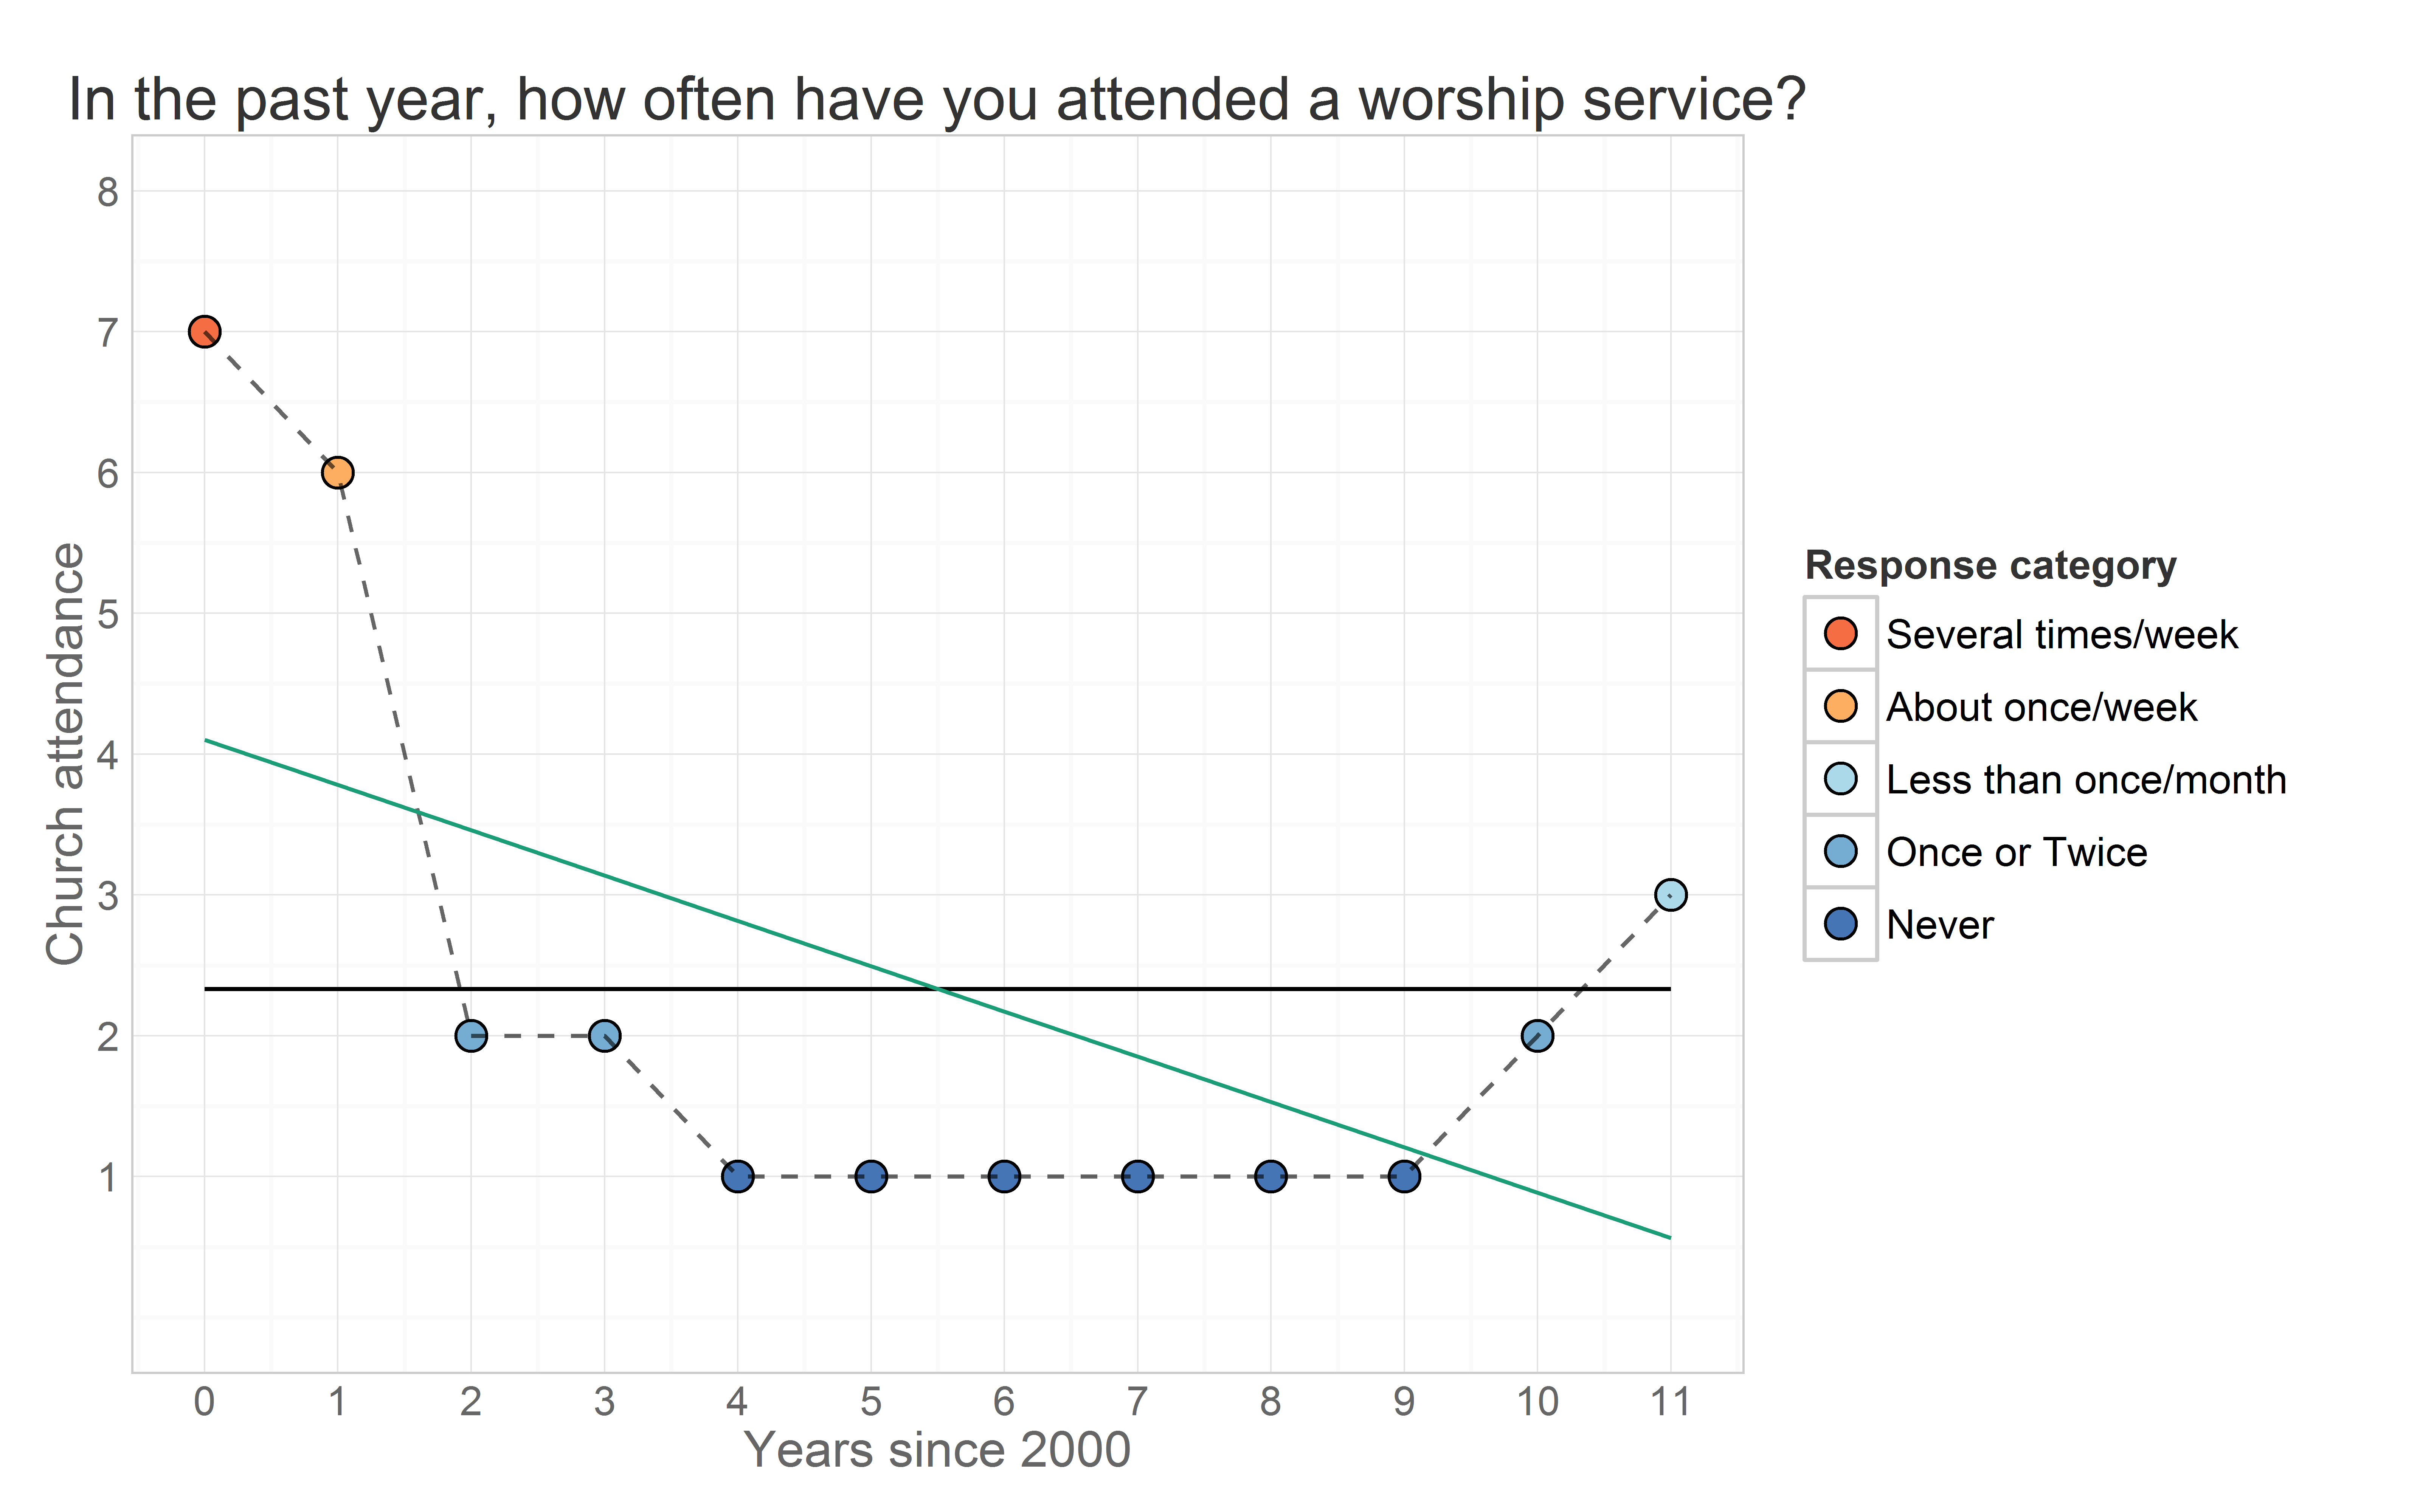 In the past year, how often have you attended a worship service?
Church attendance
8
7
6
5
4
3
2
1
0 1 2 3 4 5 6 7 8 9 10 11
Years since 2000
Response category
Several times/week
About once/week
Less than once/month
Once or Twice
Never